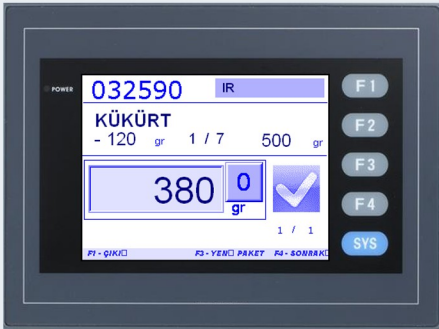 032590 IR
F1
POWER
KÜKÜRT
F2
- 120 gr 1 / 7 500 gr
F3
380 0 gr
F4
1 / 1
SYS
F1 - ÇIKI□ F3 - YEN□ PAKET F4 - SONRAK□